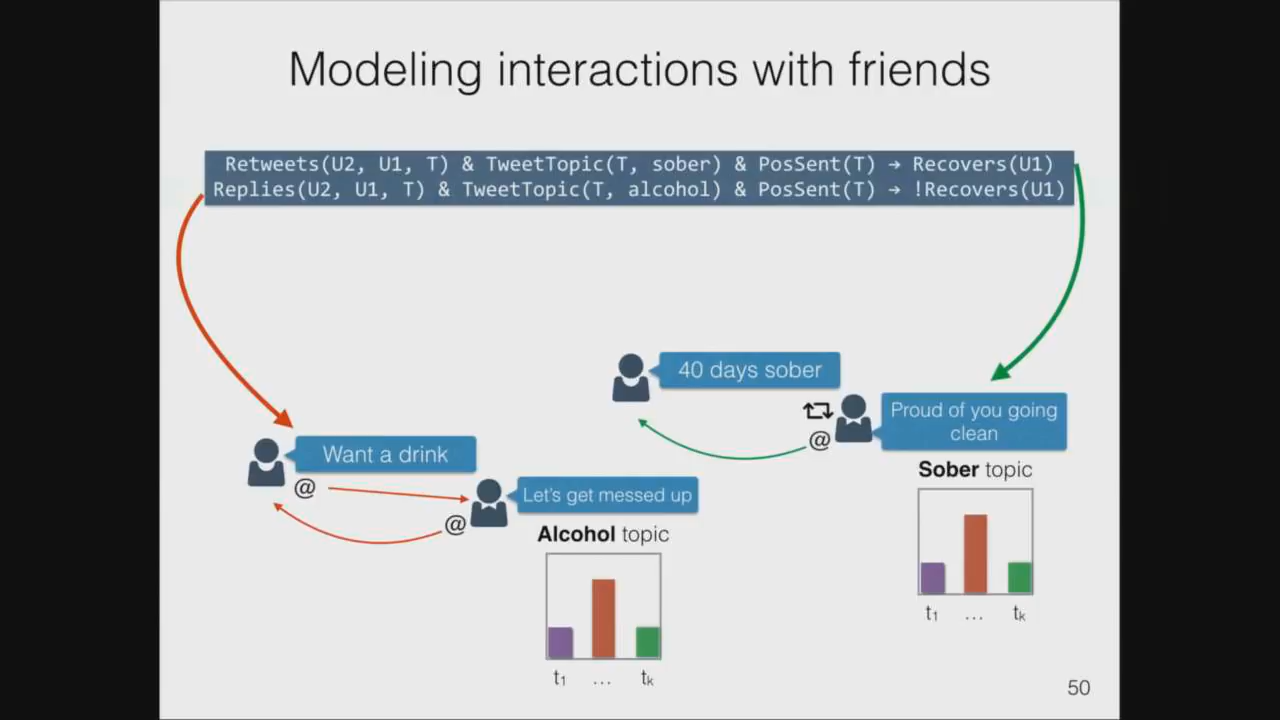 Modeling interactions with friends
Retweets(U2, U1, T) & TweetTopic(T, sober) & PosSent(T) → Recovers(U1)
Replies(U2, U1, T) & TweetTopic(T, alcohol) & PosSent(T) → !Recovers(U1)
40 days sober
Proud of you going
clean
@
Sober topic
t1 ... tk
Want a drink
@
Let's get messed up
@
Alcohol topic
t1 ... tk
50